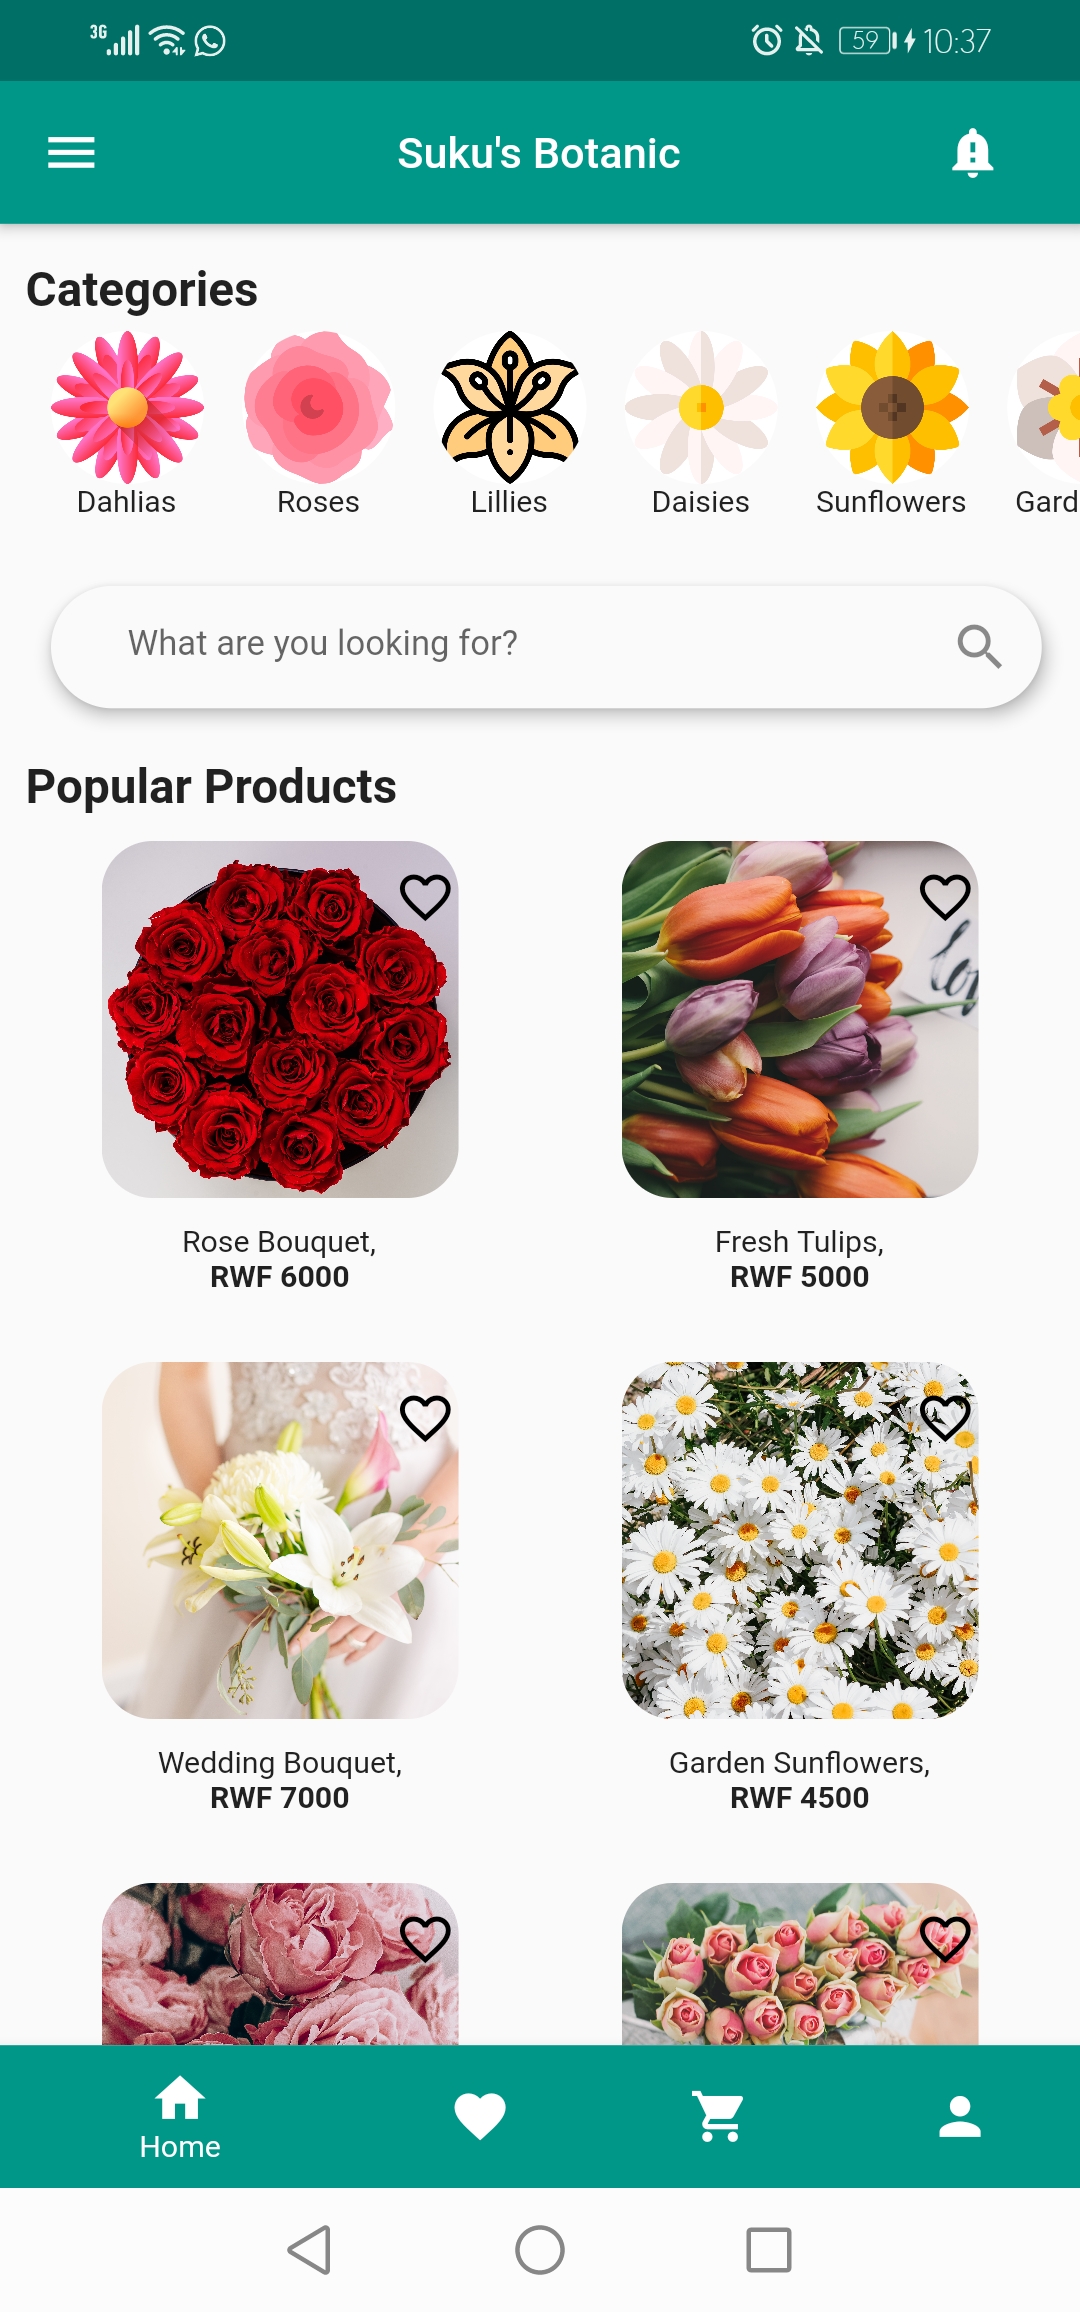 3G 59 10:37
Suku's Botanic
Categories
Dahlias Roses Lillies Daisies Sunflowers Gard
What are you looking for?
Popular Products
Rose Bouquet, Fresh Tulips,
RWF 6000 RWF 5000
Wedding Bouquet, Garden Sunflowers,
RWF 7000 RWF 4500
Home